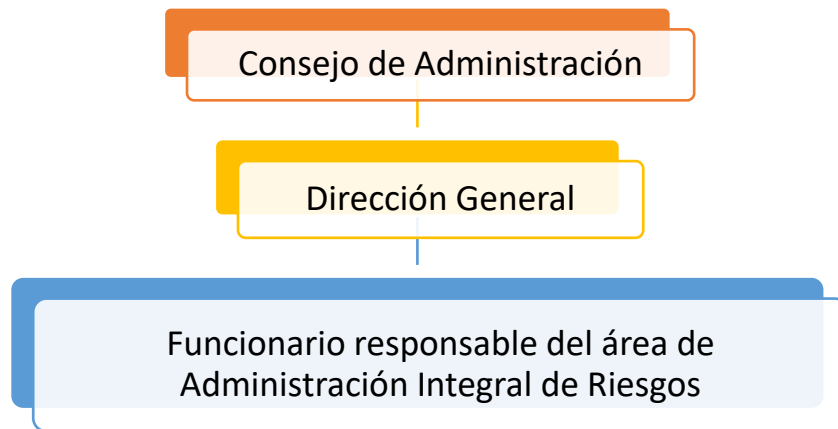 Consejo de Administración
Dirección General
Funcionario responsable del área de
Administración Integral de Riesgos